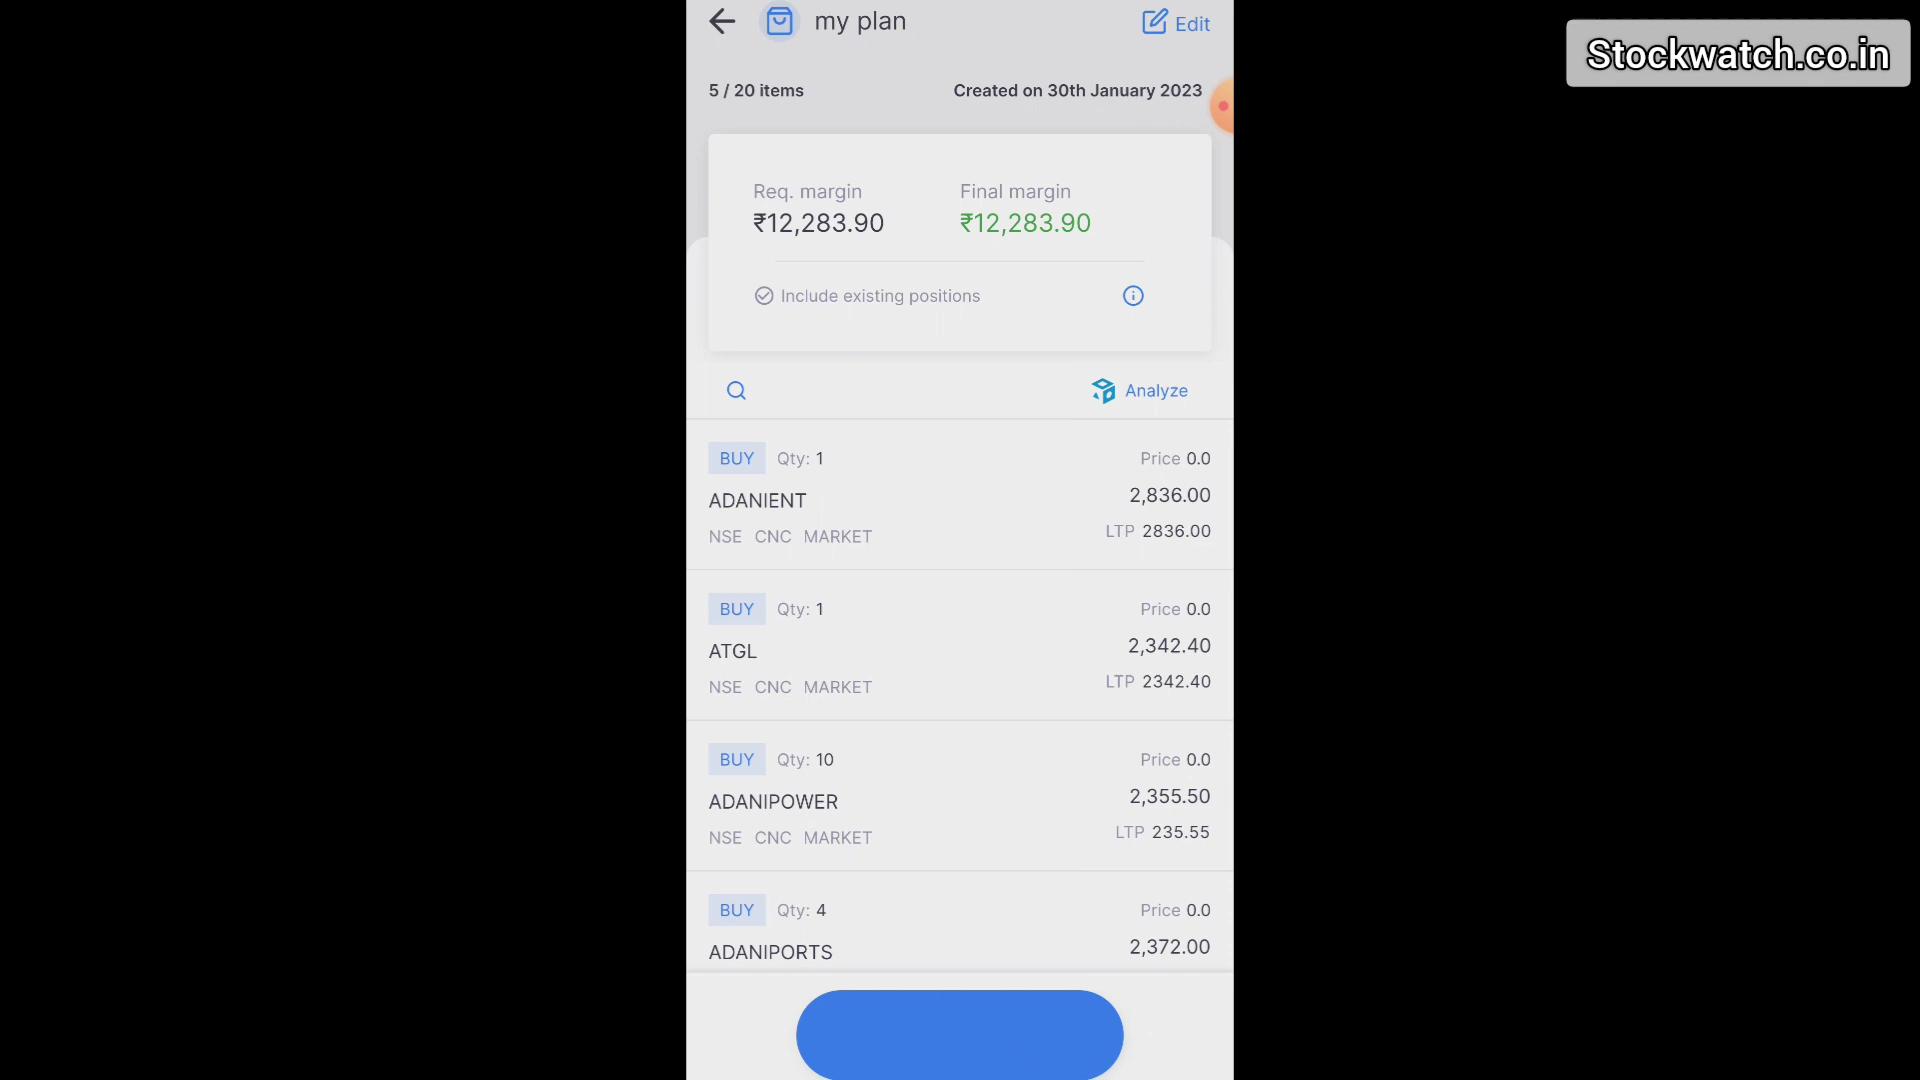 my plan
Edit
Stockwatch.co.in
5 / 20 items
Created on 30th January 2023
Req. margin
Final margin
₹12,283.90
₹12,283.90
Include existing positions
Analyze
BUY Qty: 1
Price 0.0
ADANIENT
2,836.00
NSE CNC MARKET
LTP 2836.00
BUY Qty: 1
Price 0.0
ATGL
2,342.40
NSE CNC MARKET
LTP 2342.40
BUY Qty: 10
Price 0.0
ADANIPOWER
2,355.50
NSE CNC MARKET
LTP 235.55
BUY Qty: 4
Price 0.0
ADANIPORTS
2,372.00